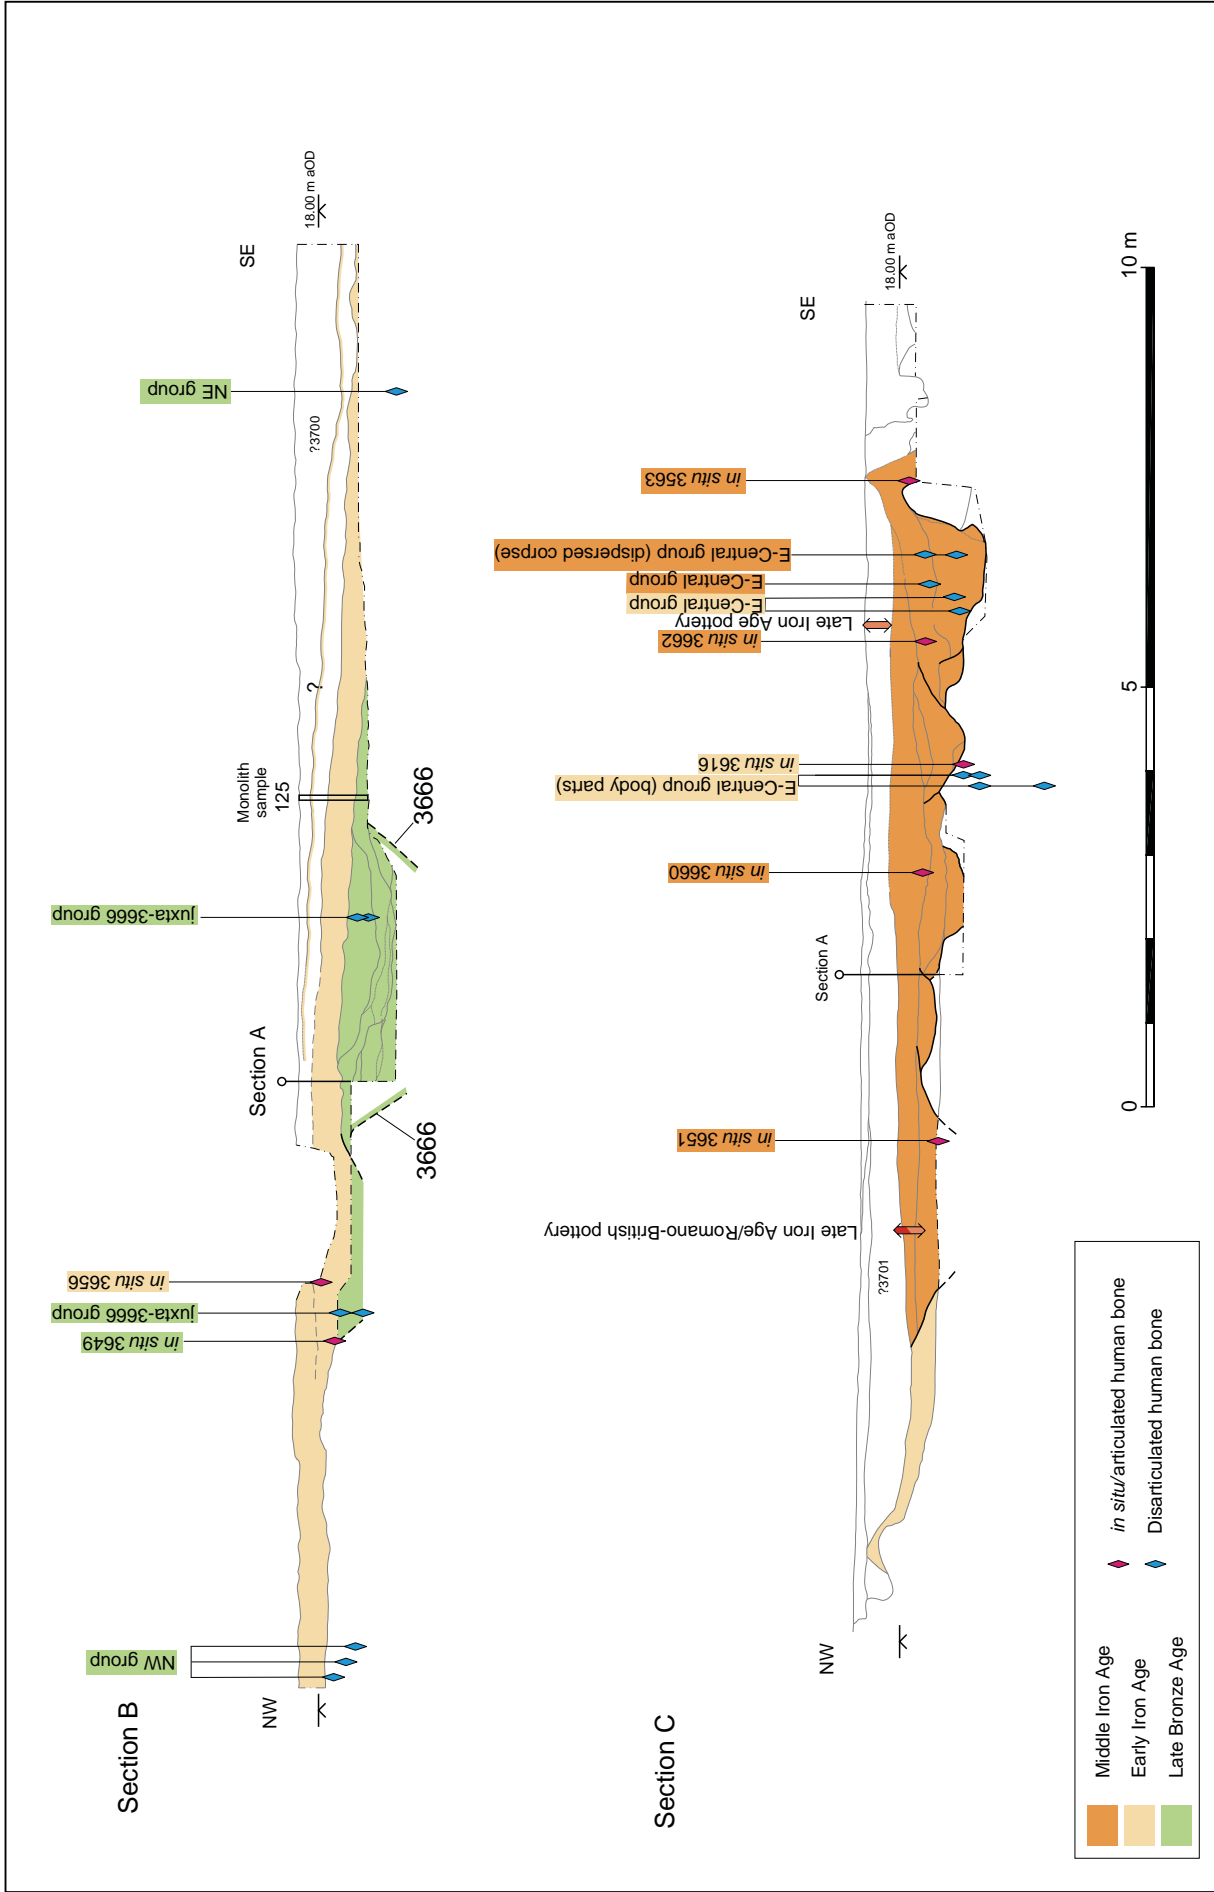 Section B
NW
NW group
in situ 3649
juxta-3666 group
in situ 3656
3666
Section A
juxta-3666 group
Monolith
sample
125
3666
?
?3700
NE group
SE
18.00 m aOD
Section C
NW
?3701
Late Iron Age/Romano-British pottery
in situ 3651
Section A
in situ 3660
E-Central group (body parts)
in situ 3616
in situ 3662
Late Iron Age pottery
E-Central group
E-Central group
E-Central group (dispersed corpse)
in situ 3563
SE
18.00 m aOD
Middle Iron Age
Early Iron Age
Late Bronze Age
in situ/articulated human bone
Disarticulated human bone
0
5
10 m